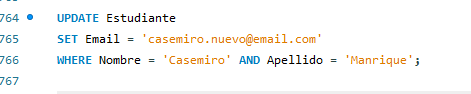 764 UPDATE Estudiante
765 SET Email = 'casemiro.nuevo@email.com'
766 WHERE Nombre = 'Casemiro' AND Apellido = 'Manrique';
767